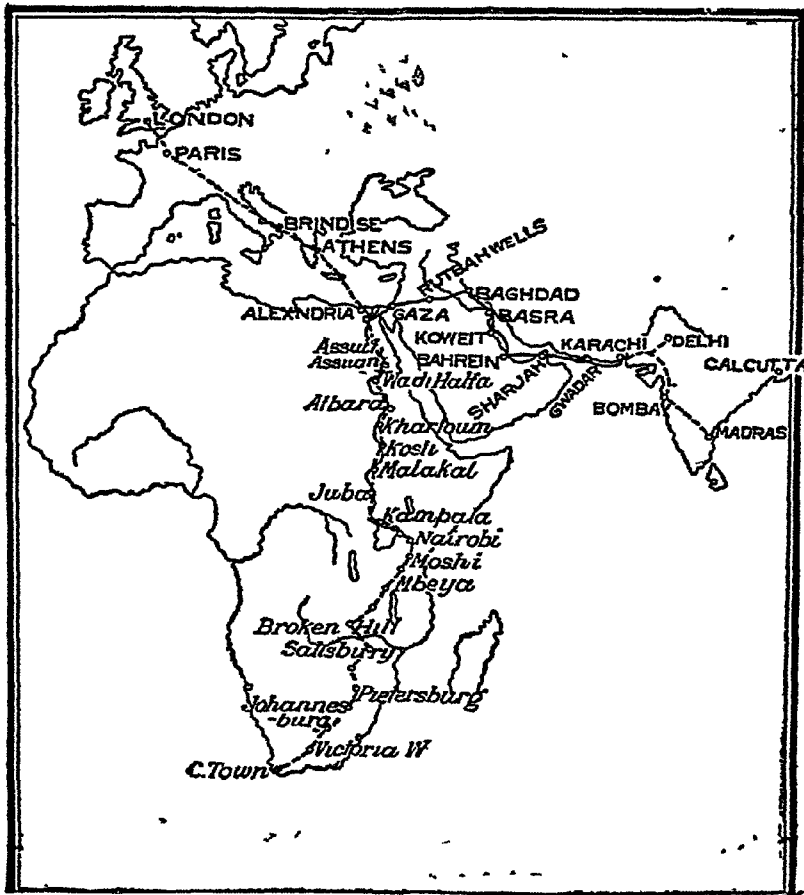 LONDON
PARIS
BRINDISE
ATHENS
RUTBAH WELLS
BAGHDAD
ALEXNDRIA
GAZA
BASRA
KOWEIT
KARACHI
DELHI
BAHREIN
SHARJAH
GWADAR
CALCUTTA
BOMBA
MADRAS
Assuit
Assuan
Wadi Halfa
Atbara
Khartoum
Kosti
Malakal
Juba
Kampala
Nairobi
Moshi
Mbeya
Broken Hill
Salisbury
Pietersburg
Johannes
-burg
Victoria W
C.Town